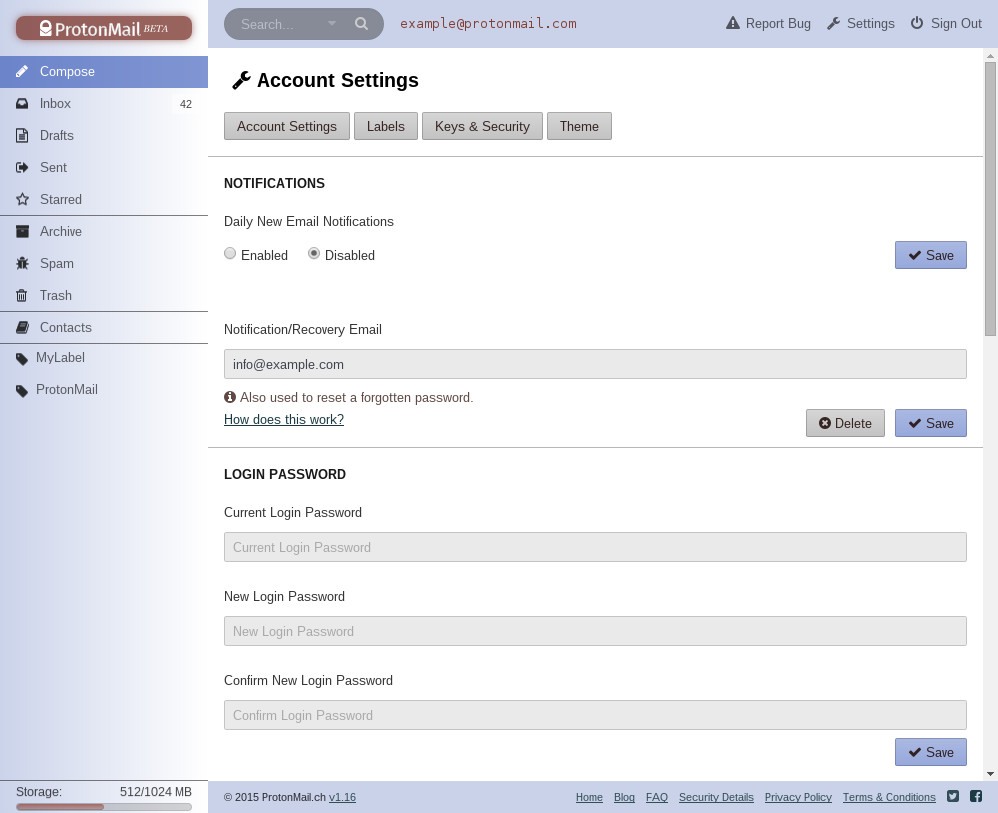 ProtonMail BETA
Search...
example@protonmail.com
Report Bug
Settings
Sign Out
Compose
Inbox 42
Drafts
Sent
Starred
Archive
Spam
Trash
Contacts
MyLabel
ProtonMail
Storage: 512/1024 MB
Account Settings
Account Settings Labels Keys & Security Theme
NOTIFICATIONS
Daily New Email Notifications
Enabled Disabled Save
Notification/Recovery Email
info@example.com
Also used to reset a forgotten password.
How does this work?
Delete Save
LOGIN PASSWORD
Current Login Password
Current Login Password
New Login Password
New Login Password
Confirm New Login Password
Confirm Login Password
Save
© 2015 ProtonMail.ch v1.16
Home Blog FAQ Security Details Privacy Policy Terms & Conditions